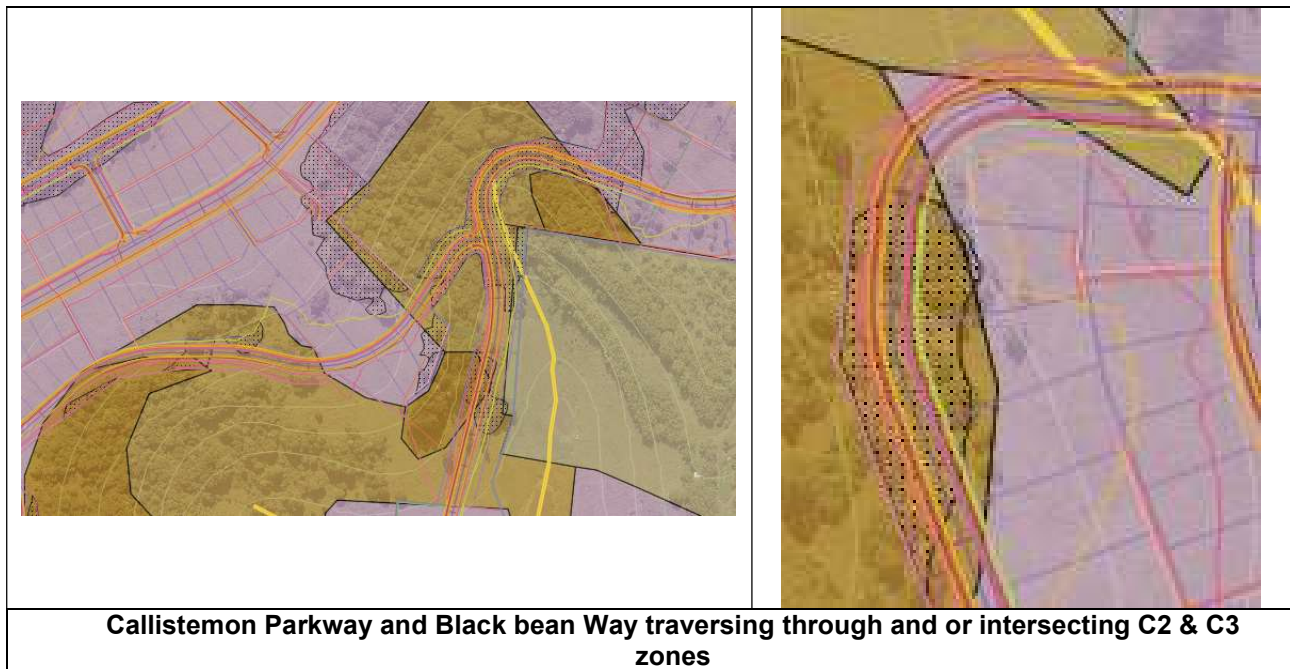 Callistemon Parkway and Black bean Way traversing through and or intersecting C2 & C3
zones